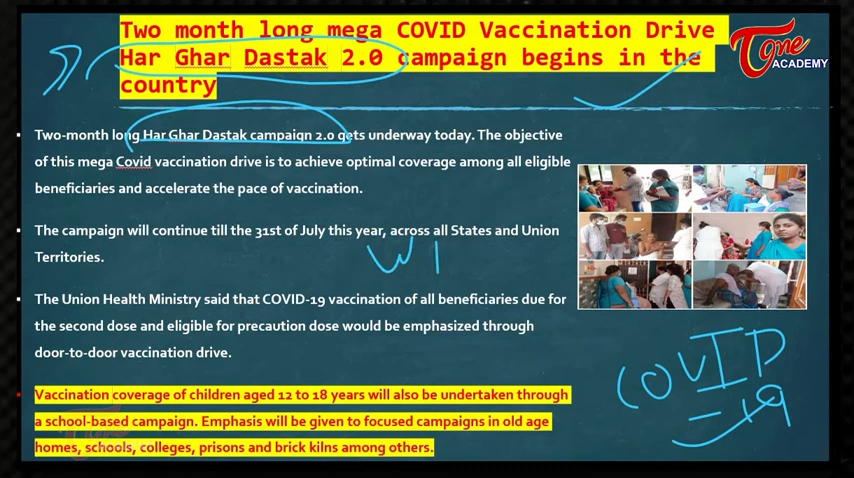 Two month long mega COVID Vaccination Drive
Har Ghar Dastak 2.0 campaign begins in the
country
Tone
ACADEMY
▪ Two-month long Har Ghar Dastak campaign 2.0 gets underway today. The objective
of this mega Covid vaccination drive is to achieve optimal coverage among all eligible
beneficiaries and accelerate the pace of vaccination.
▪ The campaign will continue till the 31st of July this year, across all States and Union
Territories.
▪ The Union Health Ministry said that COVID-19 vaccination of all beneficiaries due for
the second dose and eligible for precaution dose would be emphasized through
door-to-door vaccination drive.
COVID
- 19
▪ Vaccination coverage of children aged 12 to 18 years will also be undertaken through
a school-based campaign. Emphasis will be given to focused campaigns in old age
homes, schools, colleges, prisons and brick kilns among others.